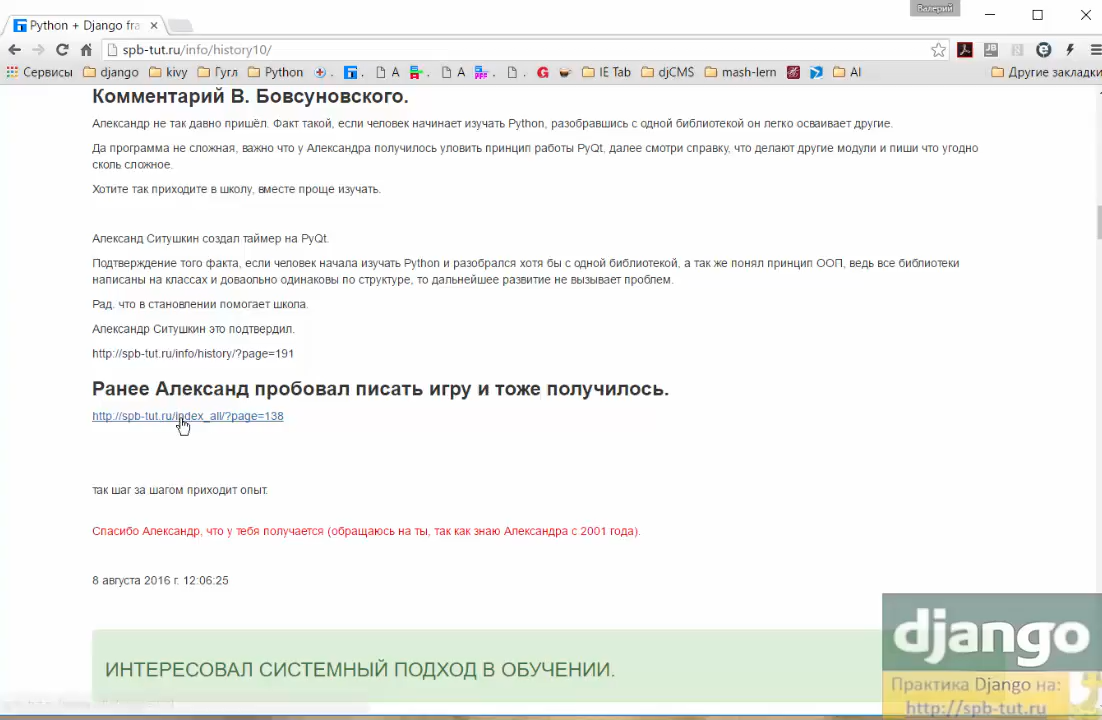 Валерий
Python + Django fra
spb-tut.ru/info/history10/
Сервисы django kivy Гугл Python A A IE Tab djCMS mash-lern AI Другие закладки
Комментарий В. Бовсуновского.
Александр не так давно пришёл. Факт такой, если человек начинает изучать Python, разобравшись с одной библиотекой он легко осваивает другие.
Да программа не сложная, важно что у Александра получилось уловить принцип работы PyQt, далее смотри справку, что делают другие модули и пиши что угодно
сколь сложное.
Хотите так приходите в школу, вместе проще изучать.
Александ Ситушкин создал таймер на PyQt.
Подтверждение того факта, если человек начала изучать Python и разобрался хотя бы с одной библиотекой, а так же понял принцип ООП, ведь все библиотеки
написаны на классах и доваольно одинаковы по структуре, то дальнейшее развитие не вызывает проблем.
Рад, что в становлении помогает школа.
Александр Ситушкин это подтвердил.
http://spb-tut.ru/info/history/?page=191
Ранее Александ пробовал писать игру и тоже получилось.
http://spb-tut.ru/index_all/?page=138
так шаг за шагом приходит опыт.
Спасибо Александр, что у тебя получается (обращаюсь на ты, так как знаю Александра с 2001 года).
8 августа 2016 г. 12:06:25
ИНТЕРЕСОВАЛ СИСТЕМНЫЙ ПОДХОД В ОБУЧЕНИИ.
django
Практика Django на:
http://spb-tut.ru